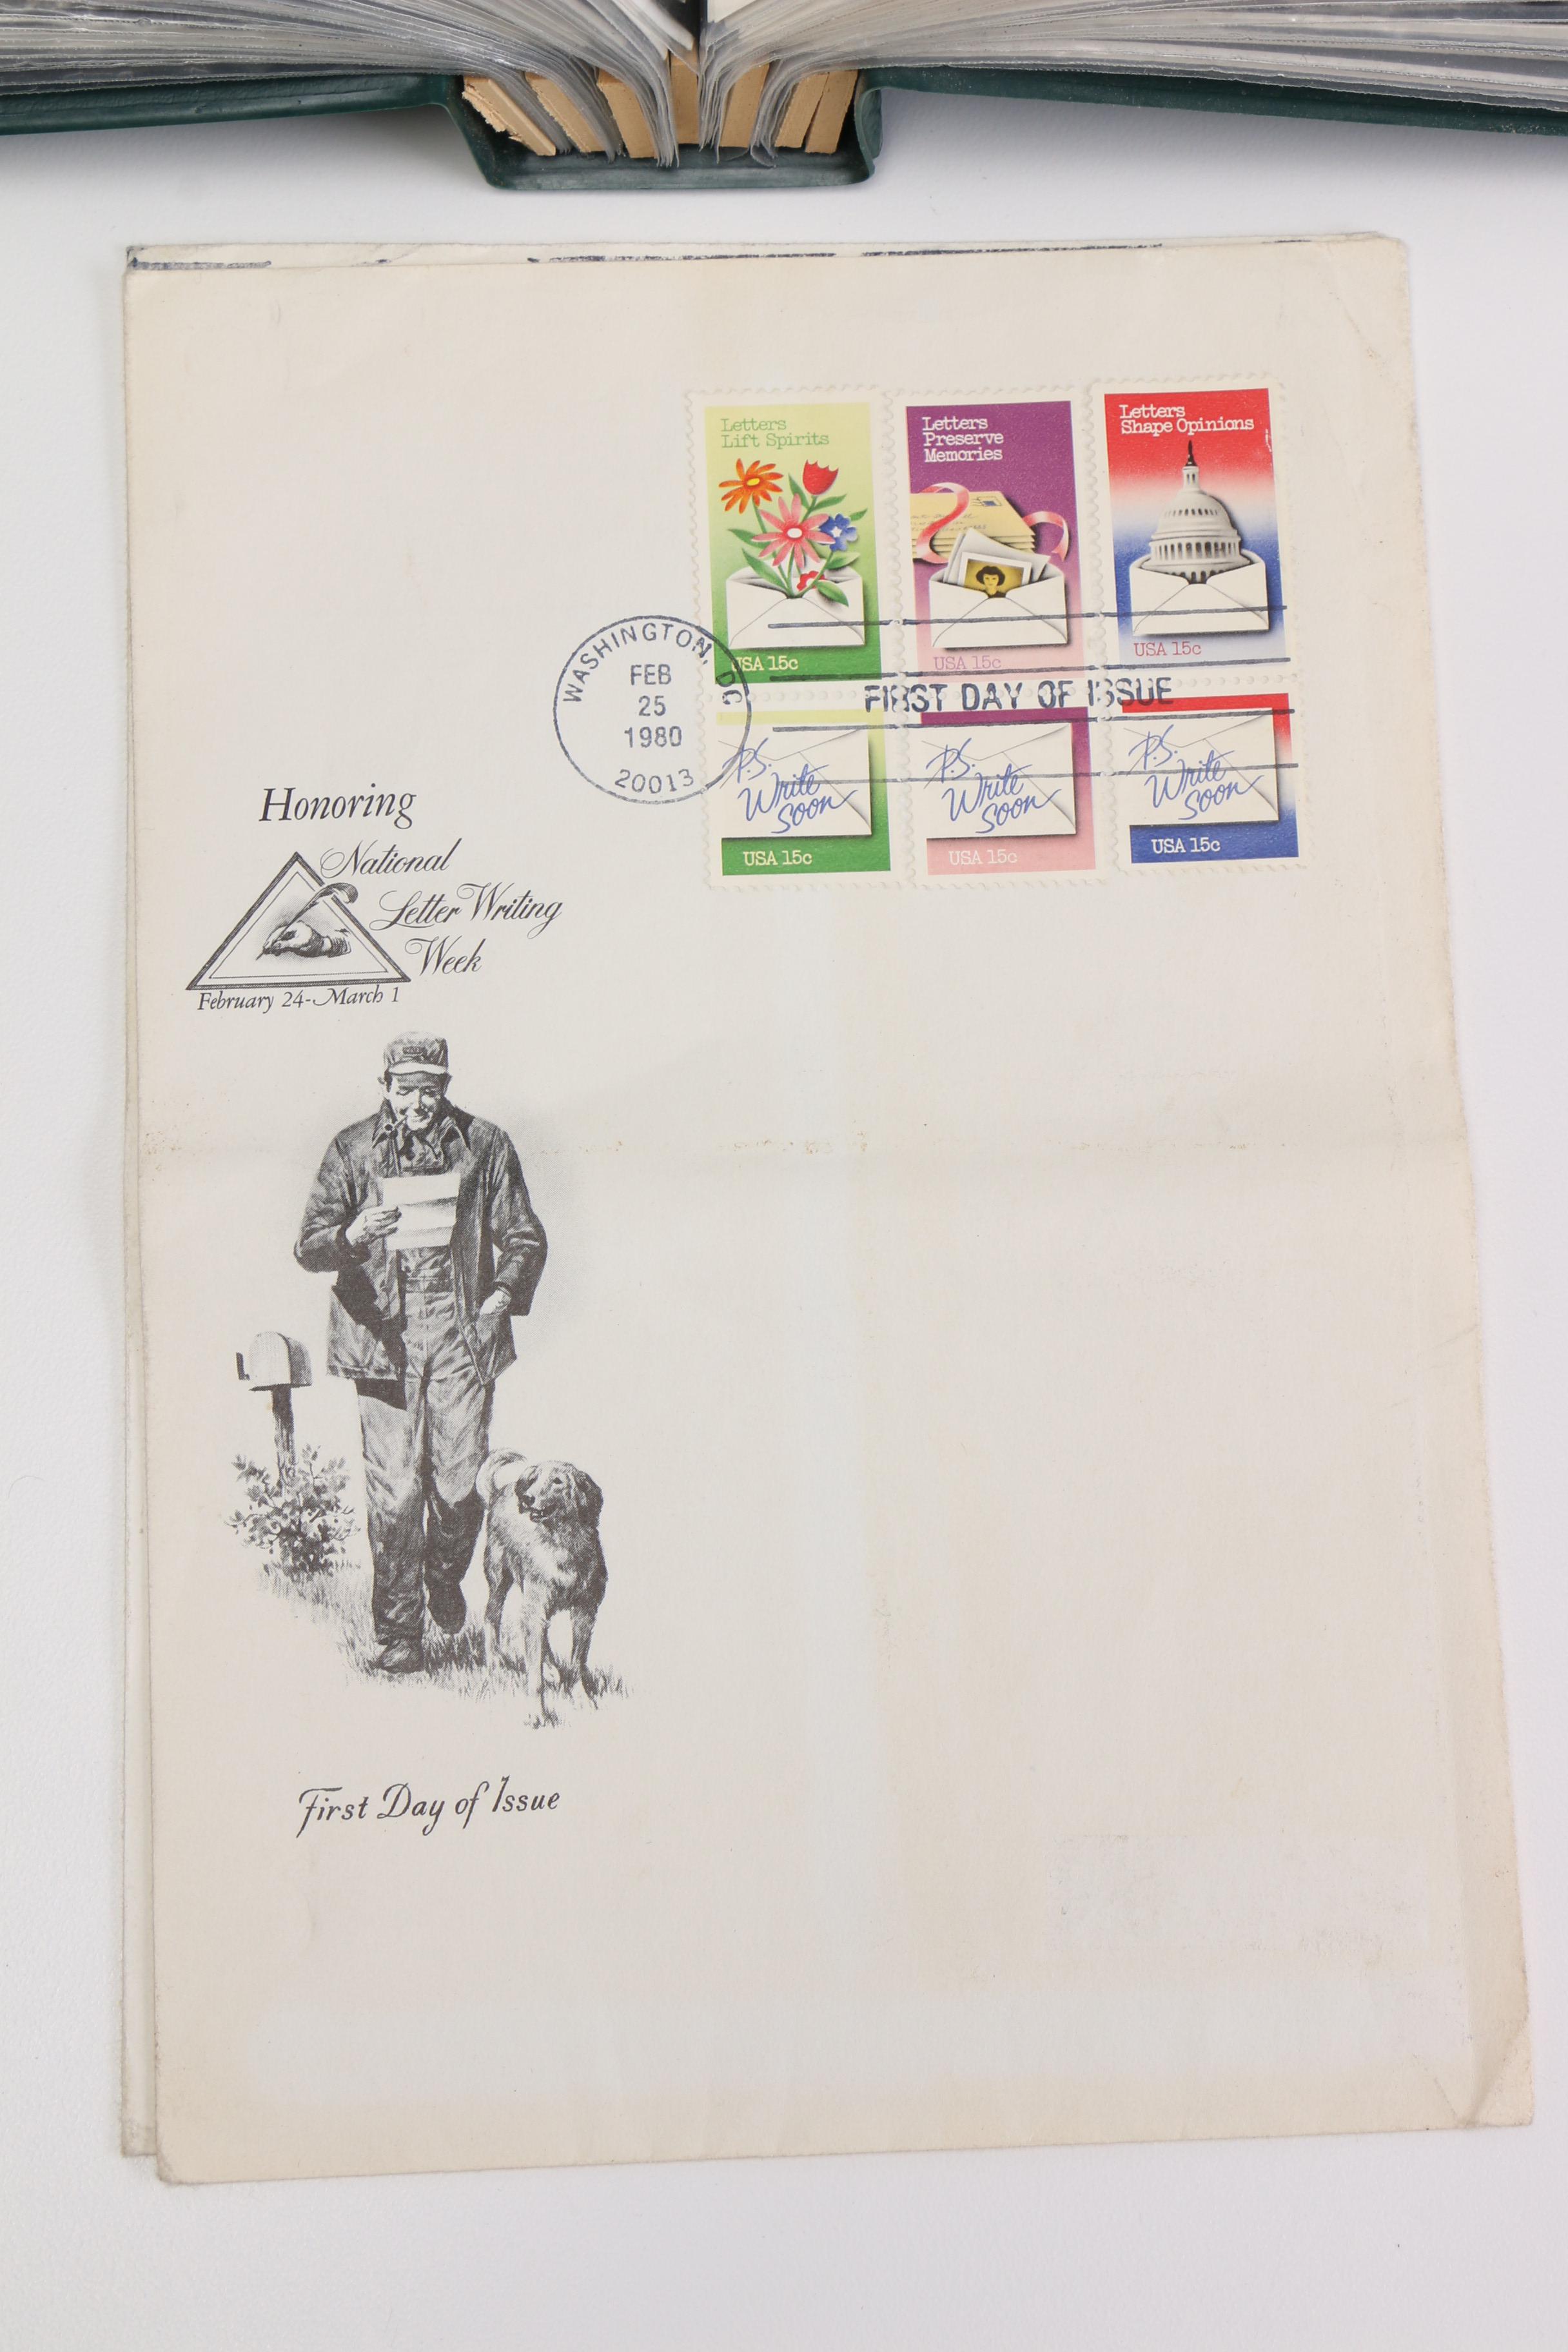 Letters
Lift Spirits
USA 15c
Letters
Preserve
Memories
USA 15c
Letters
Shape Opinions
USA 15c
WASHINGTON, DC
FEB
25
1980
20013
FIRST DAY OF ISSUE
P.S.
Write
Soon
USA 15c
P.S.
Write
Soon
USA 15c
P.S.
Write
Soon
USA 15c
Honoring
National
Letter Writing
Week
February 24-March 1
First Day of Issue